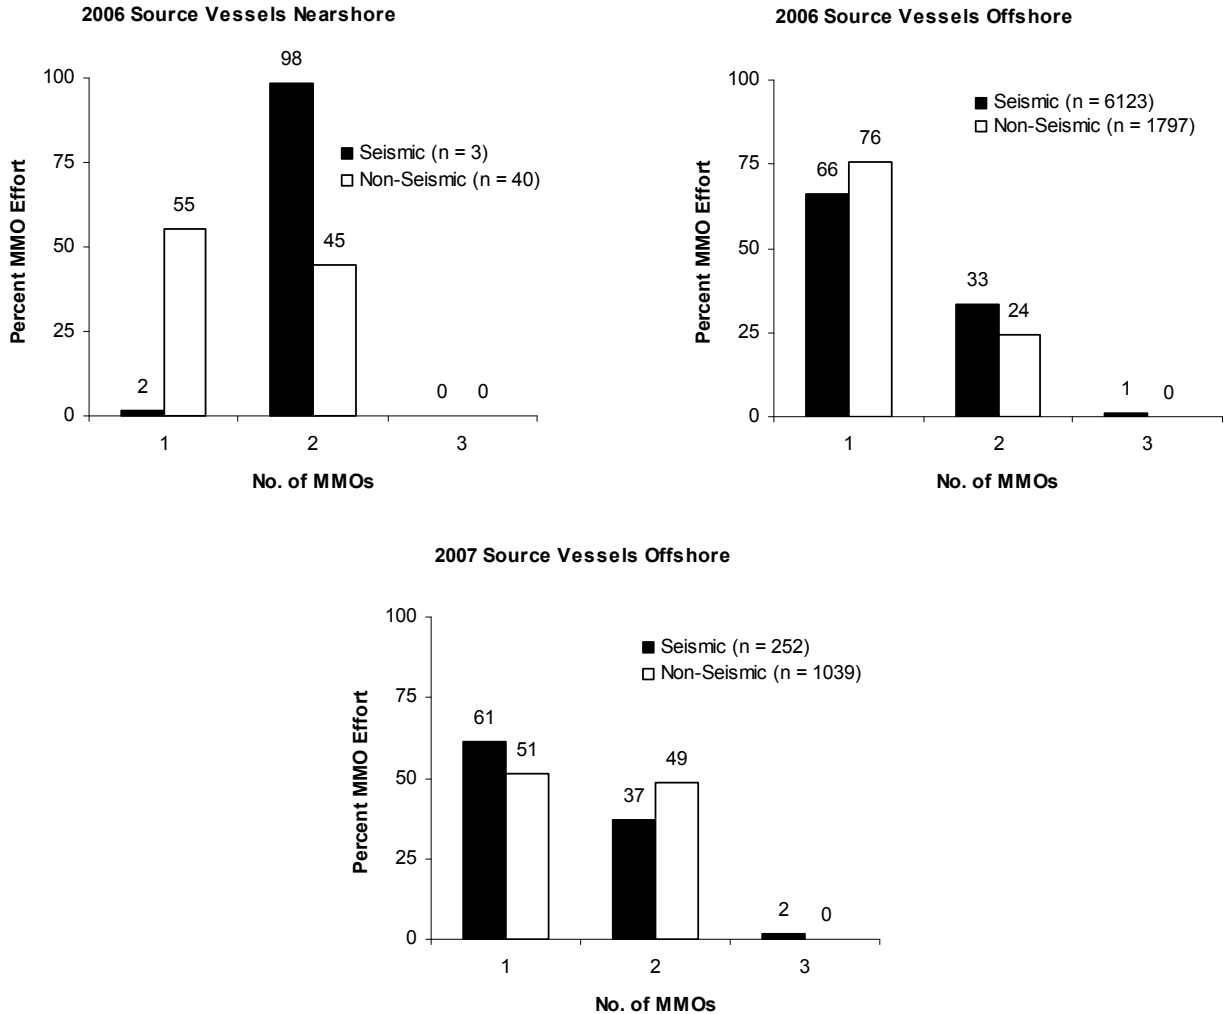 2006 Source Vessels Nearshore
98
100
Seismic (n = 3)
75
Non-Seismic (n = 40)
55
50
45
25
2
0 0
0
1 2 3
Percent MMO Effort
No. of MMOs
2006 Source Vessels Offshore
100
Seismic (n = 6123)
Non-Seismic (n = 1797)
76
75
66
50
33
24
25
1 0
0
1 2 3
Percent MMO Effort
No. of MMOs
2007 Source Vessels Offshore
100
Seismic (n = 252)
Non-Seismic (n = 1039)
75
61
51
49
50
37
25
2 0
0
1 2 3
Percent MMO Effort
No. of MMOs